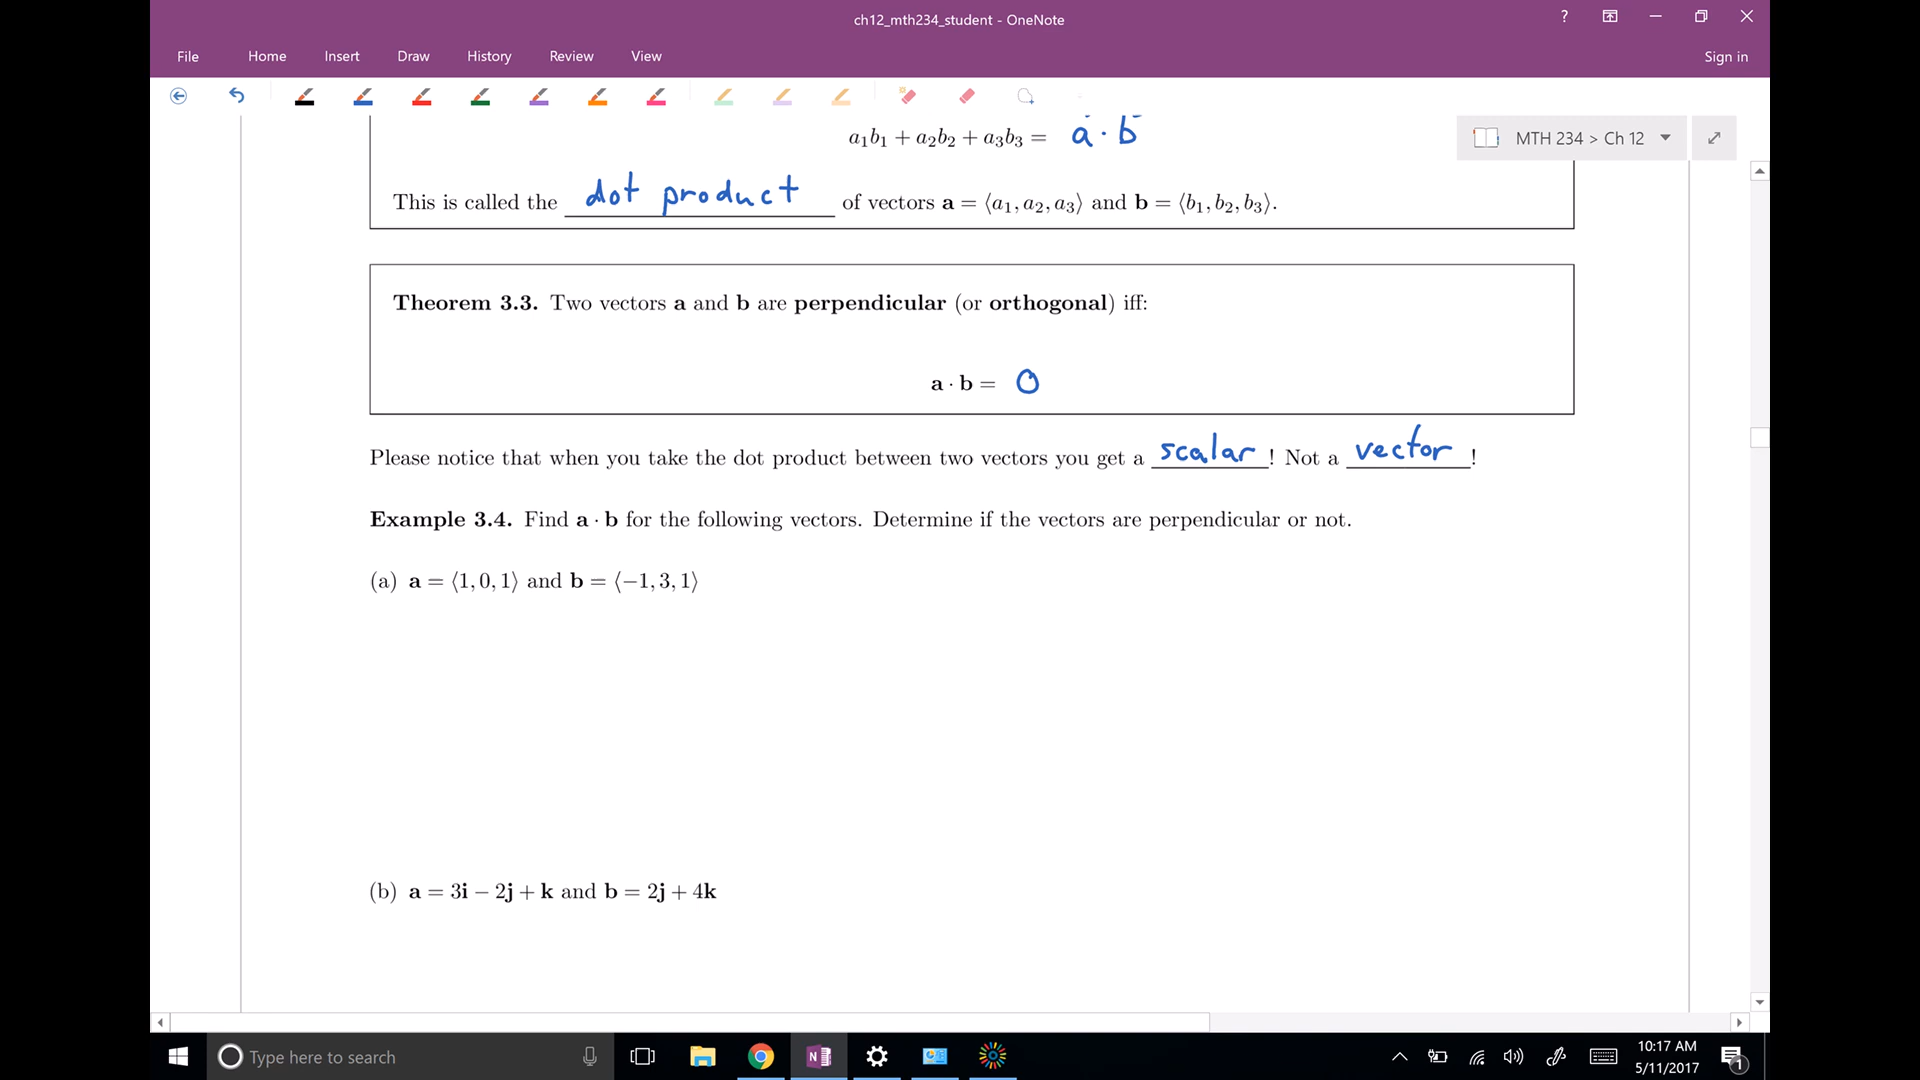 ch12_mth234_student - OneNote
?
File Home Insert Draw History Review View Sign in
a₁b₁ + a₂b₂ + a₃b₃ = a · b
MTH 234 > Ch 12
This is called the dot product of vectors a = ⟨a₁, a₂, a₃⟩ and b = ⟨b₁, b₂, b₃⟩.
Theorem 3.3. Two vectors a and b are perpendicular (or orthogonal) iff:
a · b = 0
Please notice that when you take the dot product between two vectors you get a scalar! Not a vector!
Example 3.4. Find a · b for the following vectors. Determine if the vectors are perpendicular or not.
(a) a = ⟨1, 0, 1⟩ and b = ⟨−1, 3, 1⟩
(b) a = 3i − 2j + k and b = 2j + 4k
Type here to search
N
10:17 AM
5/11/2017
1